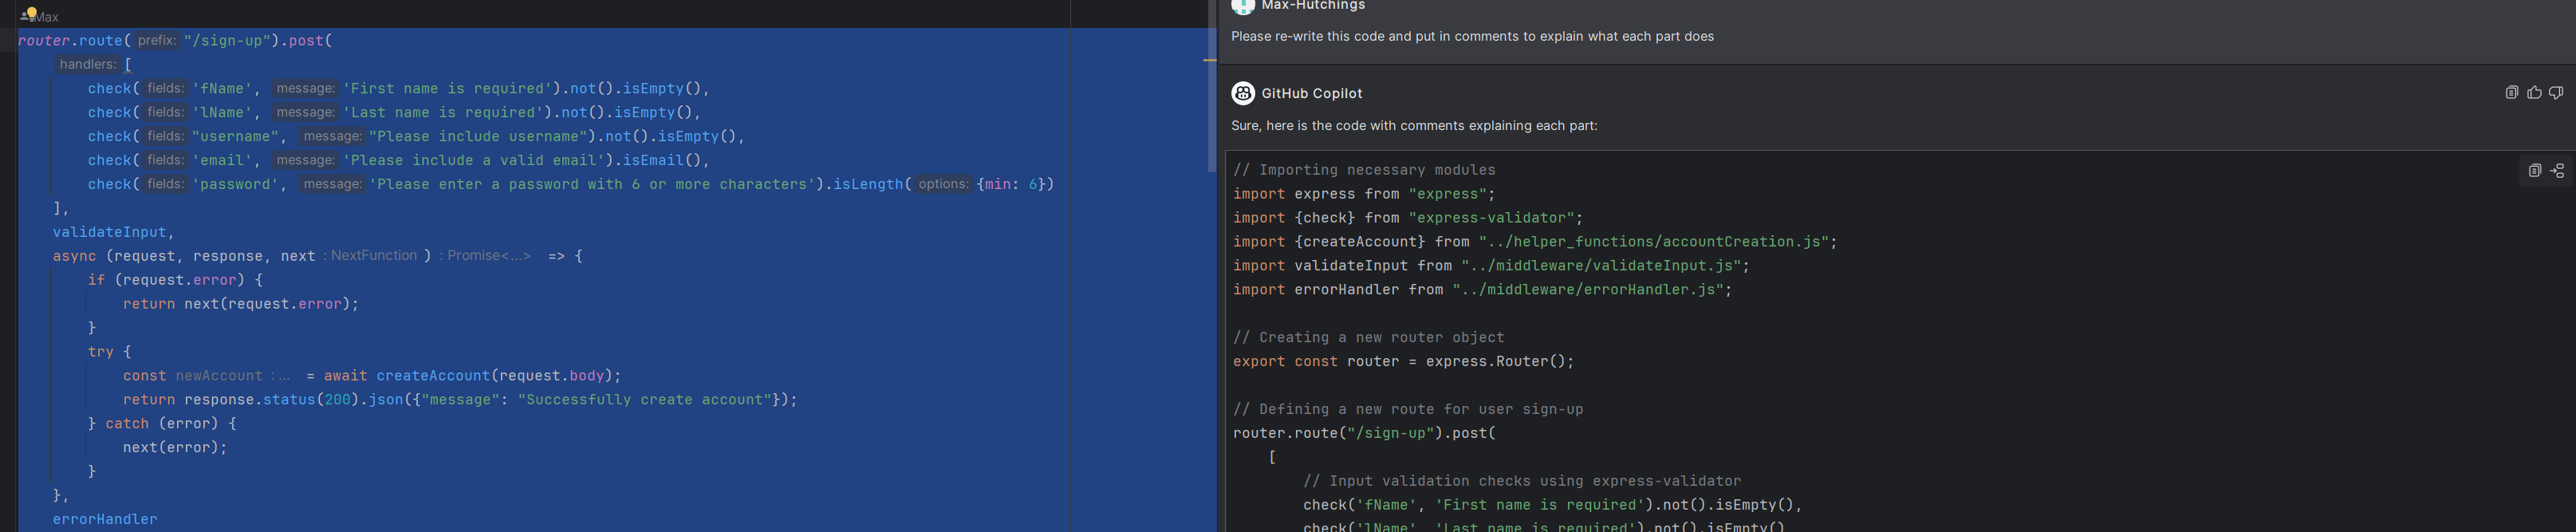 Max
router.route( prefix: "/sign-up").post(
handlers: [
check( fields: 'fName', message: 'First name is required').not().isEmpty(),
check( fields: 'lName', message: 'Last name is required').not().isEmpty(),
check( fields: "username", message: "Please include username").not().isEmpty(),
check( fields: 'email', message: 'Please include a valid email').isEmail(),
check( fields: 'password', message: 'Please enter a password with 6 or more characters').isLength( options: {min: 6})
],
validateInput,
async (request, response, next : NextFunction ) : Promise<...> => {
if (request.error) {
return next(request.error);
}
try {
const newAccount : ... = await createAccount(request.body);
return response.status(200).json({"message": "Successfully create account"});
} catch (error) {
next(error);
}
},
errorHandler
Max-Hutchings
Please re-write this code and put in comments to explain what each part does
GitHub Copilot
Sure, here is the code with comments explaining each part:
// Importing necessary modules
import express from "express";
import {check} from "express-validator";
import {createAccount} from "../helper_functions/accountCreation.js";
import validateInput from "../middleware/validateInput.js";
import errorHandler from "../middleware/errorHandler.js";
// Creating a new router object
export const router = express.Router();
// Defining a new route for user sign-up
router.route("/sign-up").post(
[
// Input validation checks using express-validator
check('fName', 'First name is required').not().isEmpty(),
check('lName', 'Last name is required').not().isEmpty()